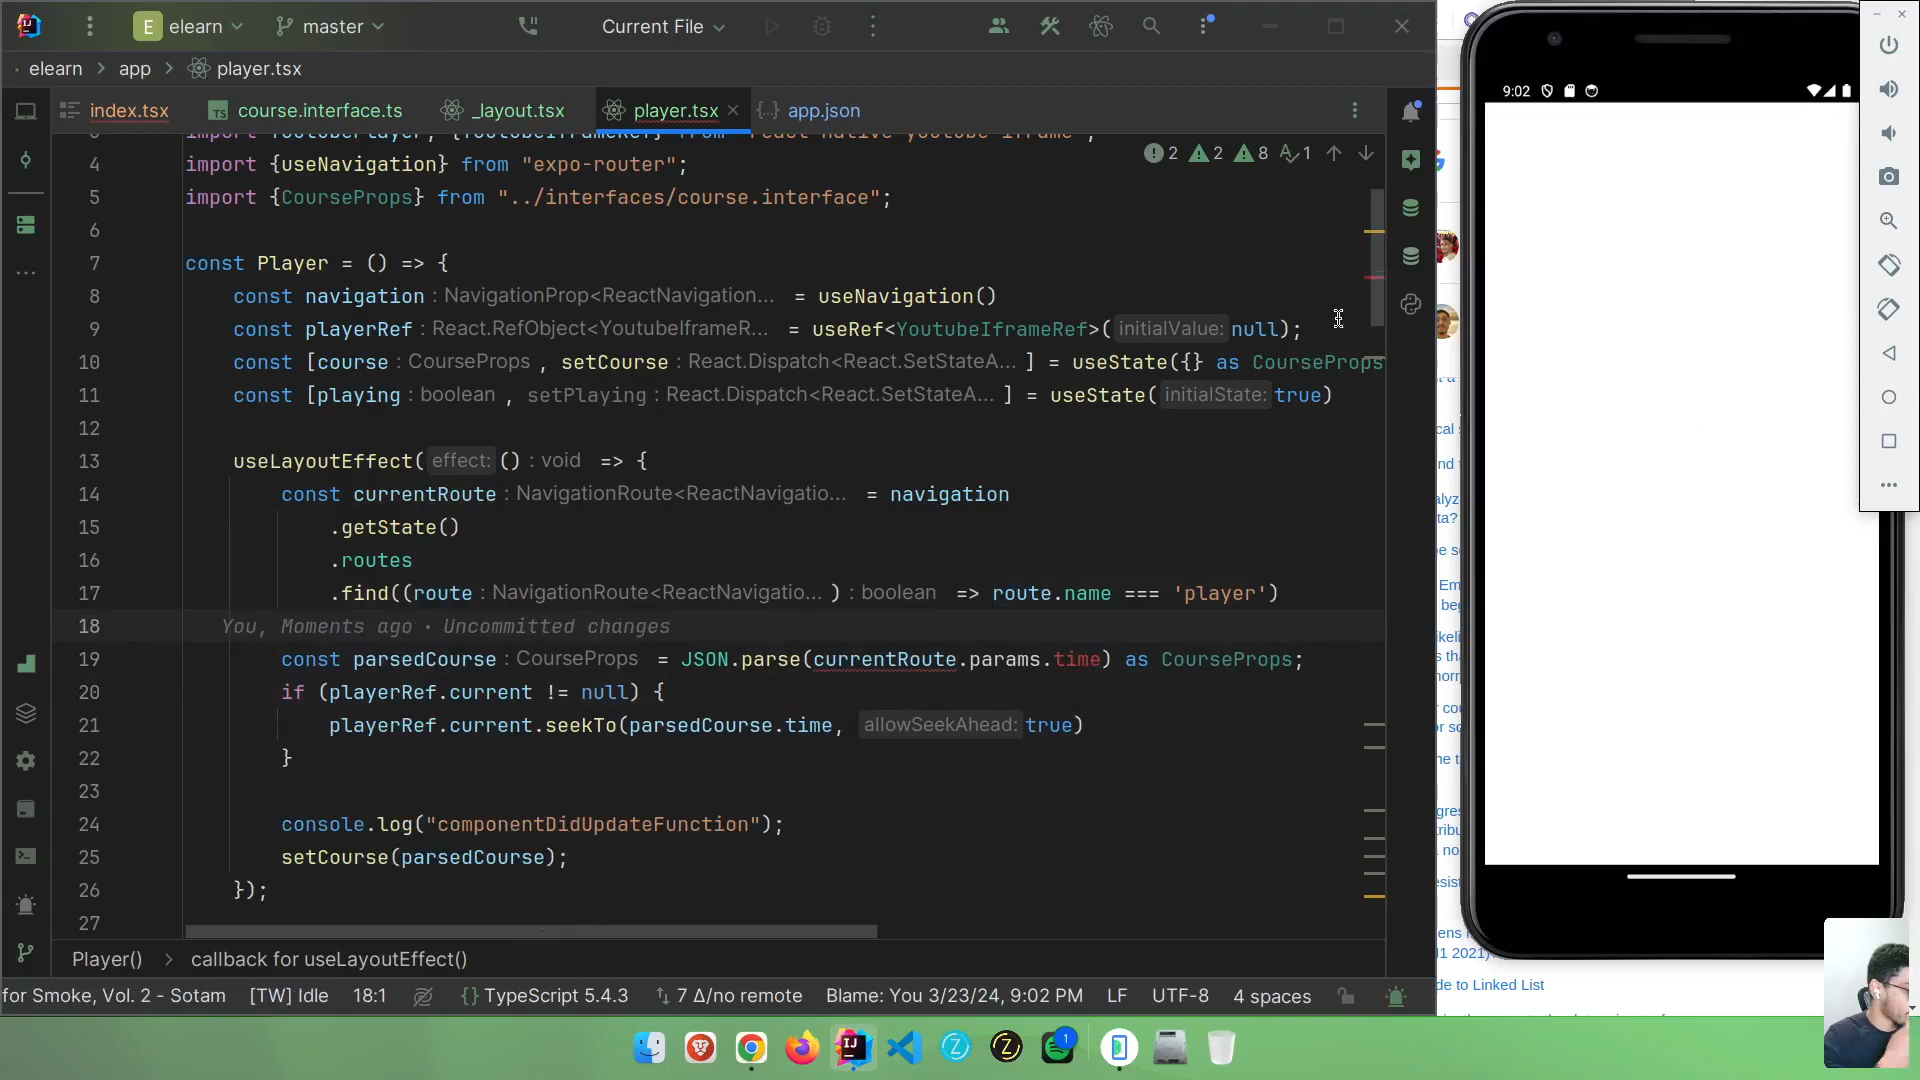 E elearn
master
Current File
elearn
app
player.tsx
index.tsx
TS course.interface.ts
_layout.tsx
player.tsx
app.json
2 2 8 1
4 import {useNavigation} from "expo-router";
5 import {CourseProps} from "../interfaces/course.interface";
6
7 const Player = () => {
8 const navigation : NavigationProp<ReactNavigation... = useNavigation()
9 const playerRef : React.RefObject<YoutubeIframeR... = useRef<YoutubeIframeRef>( initialValue: null);
10 const [course : CourseProps , setCourse : React.Dispatch<React.SetStateA... ] = useState({} as CourseProps
11 const [playing : boolean , setPlaying : React.Dispatch<React.SetStateA... ] = useState( initialState: true)
12
13 useLayoutEffect( effect: () : void => {
14 const currentRoute : NavigationRoute<ReactNavigatio... = navigation
15 .getState()
16 .routes
17 .find((route : NavigationRoute<ReactNavigatio... ) : boolean => route.name === 'player')
18 You, Moments ago · Uncommitted changes
19 const parsedCourse : CourseProps = JSON.parse(currentRoute.params.time) as CourseProps;
20 if (playerRef.current != null) {
21 playerRef.current.seekTo(parsedCourse.time, allowSeekAhead: true)
22 }
23
24 console.log("componentDidUpdateFunction");
25 setCourse(parsedCourse);
26 });
27
Player() > callback for useLayoutEffect()
for Smoke, Vol. 2 - Sotam [TW] Idle 18:1 {} TypeScript 5.4.3 7 Δ/no remote Blame: You 3/23/24, 9:02 PM LF UTF-8 4 spaces
9:02
de to Linked List
1